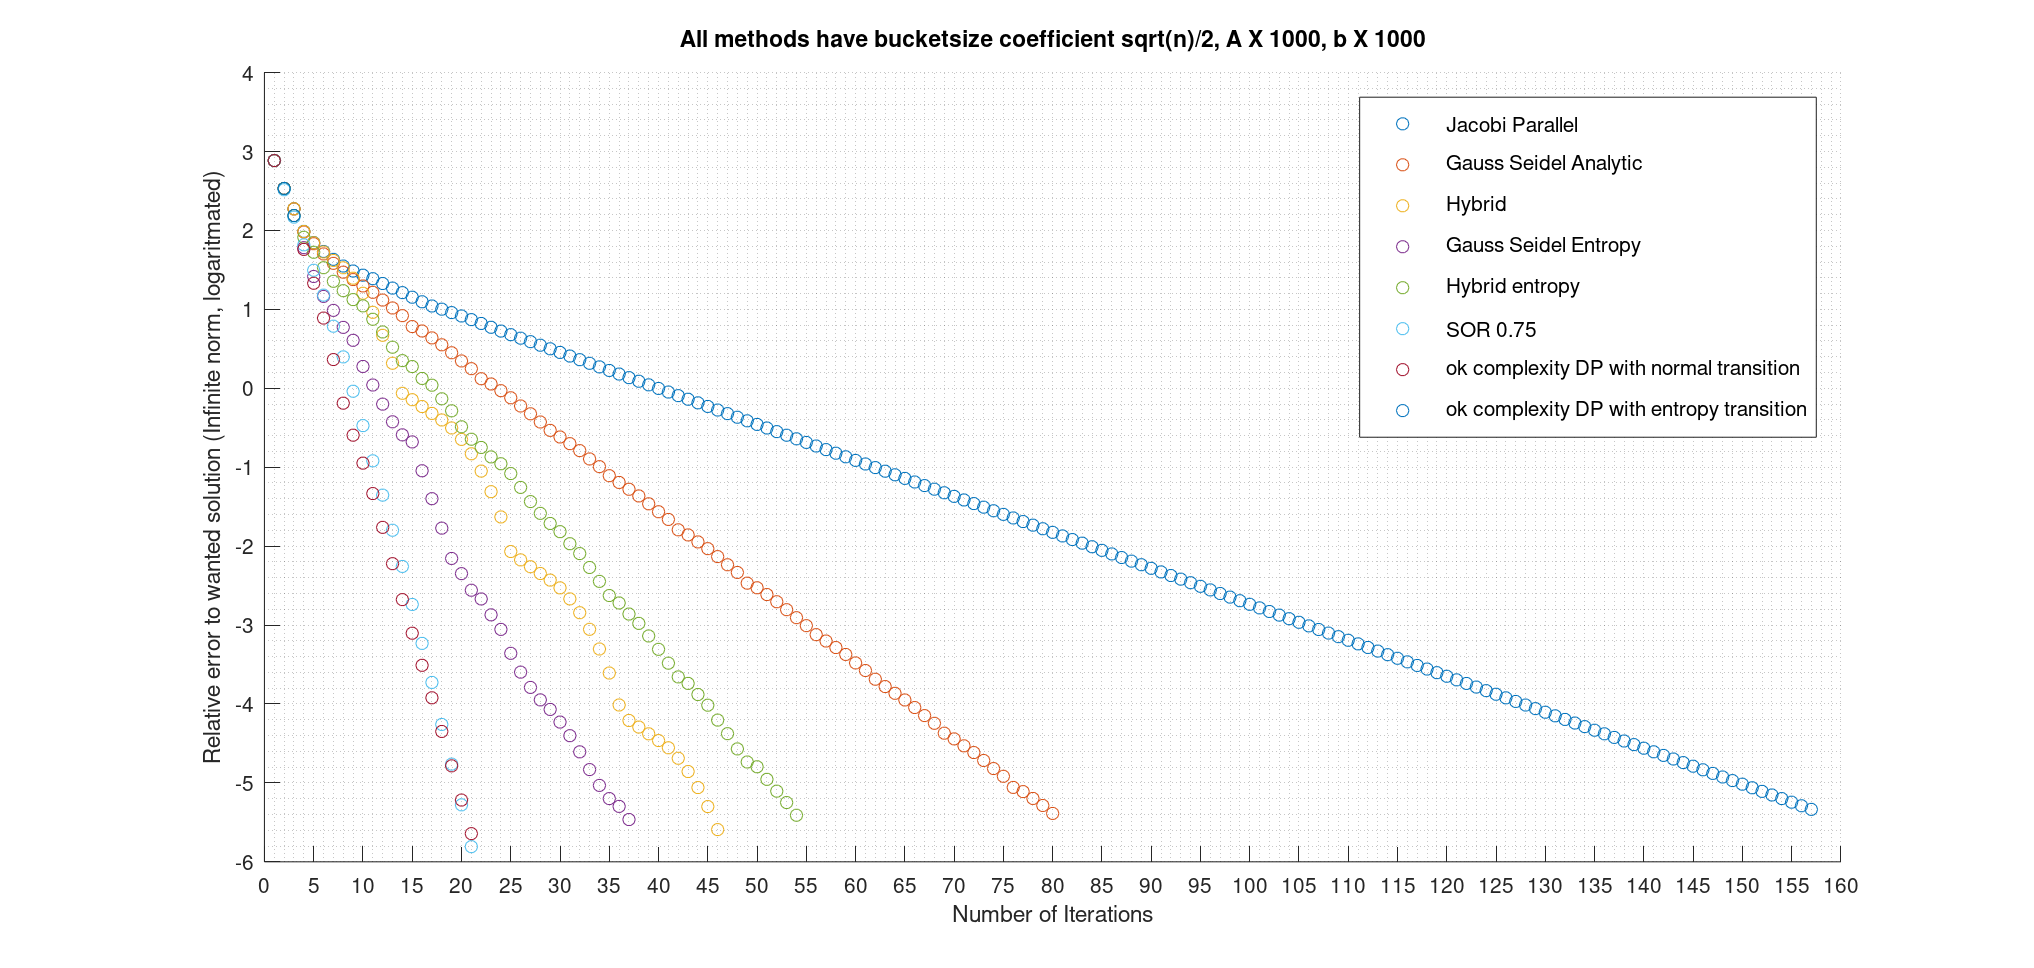 All methods have bucketsize coefficient sqrt(n)/2, A X 1000, b X 1000
Relative error to wanted solution (Infinite norm, logaritmated)
4
3
2
1
0
-1
-2
-3
-4
-5
-6
Jacobi Parallel
Gauss Seidel Analytic
Hybrid
Gauss Seidel Entropy
Hybrid entropy
SOR 0.75
ok complexity DP with normal transition
ok complexity DP with entropy transition
0 5 10 15 20 25 30 35 40 45 50 55 60 65 70 75 80 85 90 95 100 105 110 115 120 125 130 135 140 145 150 155 160
Number of Iterations